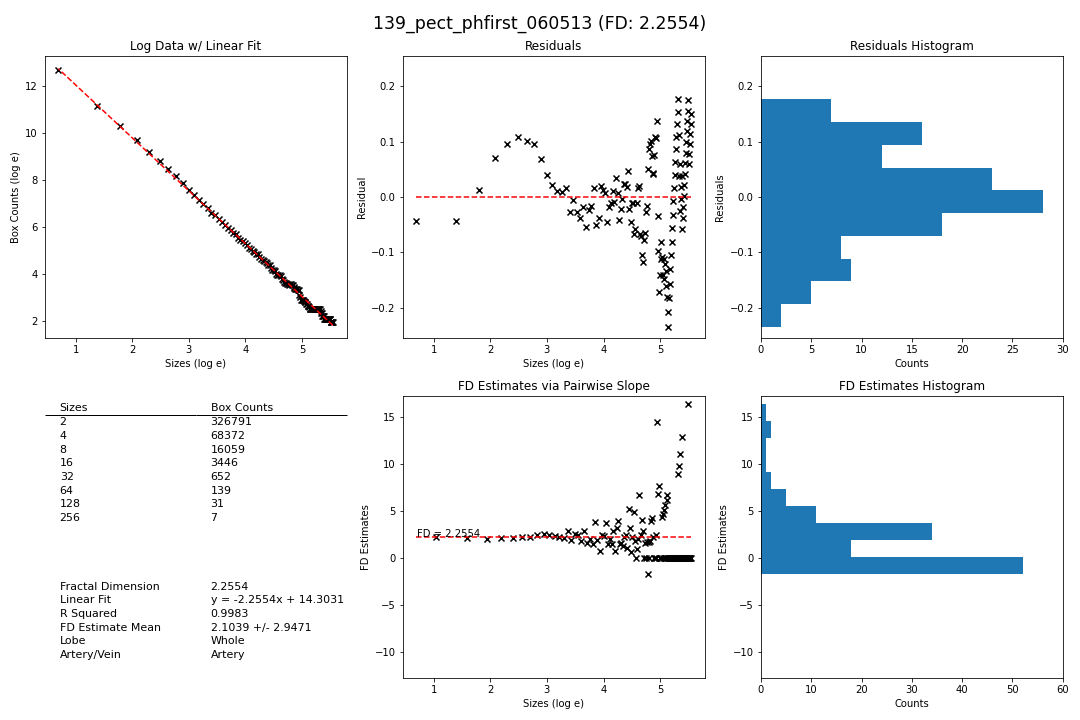 139_pect_phfirst_060513 (FD: 2.2554)
Log Data w/ Linear Fit
Box Counts (log e)
12
10
8
6
4
2
1 2 3 4 5
Sizes (log e)
Residuals
Residual
0.2
0.1
0.0
−0.1
−0.2
1 2 3 4 5
Sizes (log e)
Residuals Histogram
Residuals
0.2
0.1
0.0
−0.1
−0.2
0 5 10 15 20 25 30
Counts
Sizes Box Counts
2 326791
4 68372
8 16059
16 3446
32 652
64 139
128 31
256 7
Fractal Dimension 2.2554
Linear Fit y = -2.2554x + 14.3031
R Squared 0.9983
FD Estimate Mean 2.1039 +/- 2.9471
Lobe Whole
Artery/Vein Artery
FD Estimates via Pairwise Slope
FD Estimates
15
10
5
0
−5
−10
FD = 2.2554
1 2 3 4 5
Sizes (log e)
FD Estimates Histogram
FD Estimates
15
10
5
0
−5
−10
0 10 20 30 40 50 60
Counts